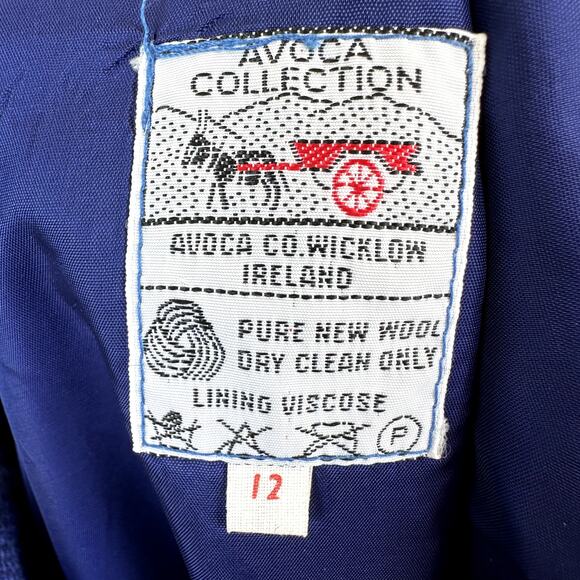 AVOCA
COLLECTION
AVOCA CO.WICKLOW
IRELAND
PURE NEW WOOL
DRY CLEAN ONLY
LINING VISCOSE
P
12